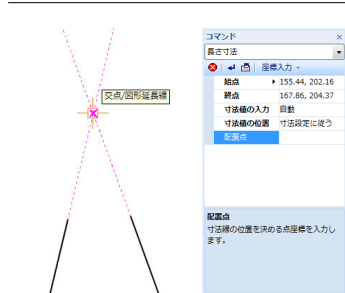 コマンド
長さ寸法
座標入力
始点 155.44, 202.16
交点/図形延長線
終点 167.86, 204.37
寸法値の入力 自動
寸法値の位置 寸法設定に従う
配置点
配置点
寸法線の位置を決める点座標を入力し
ます。